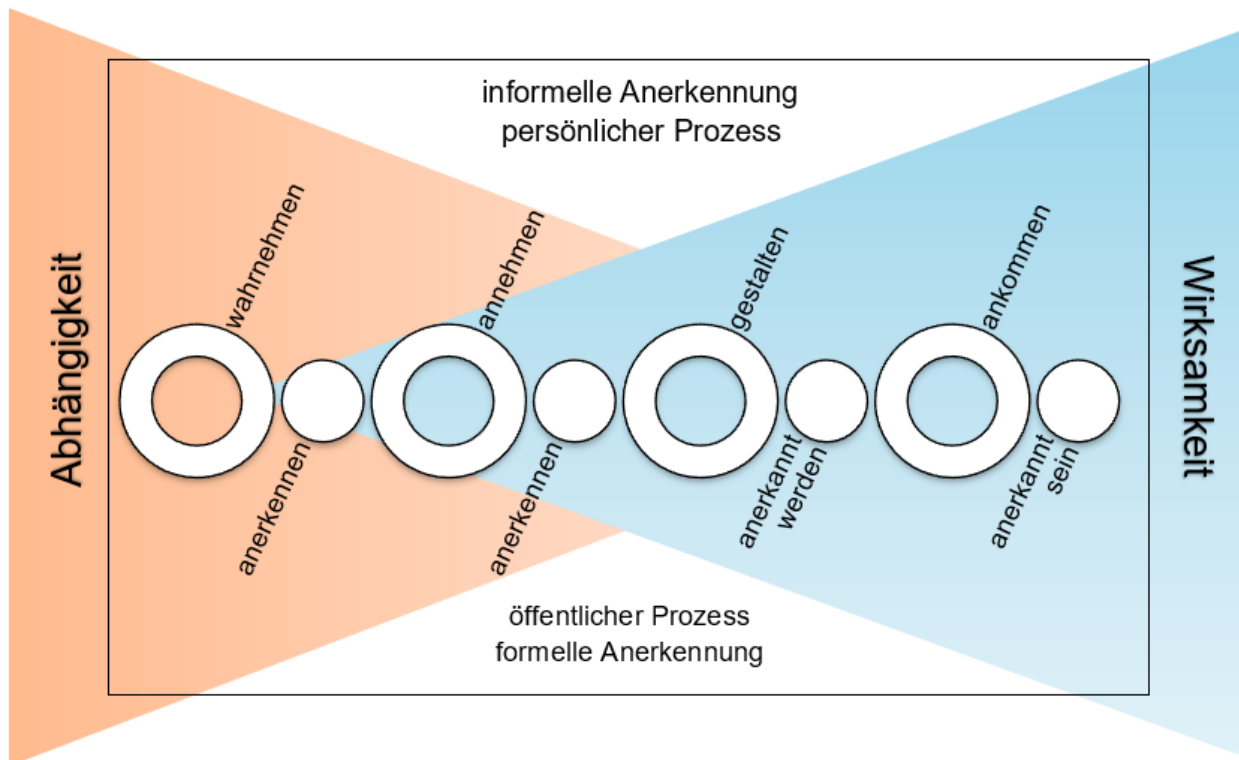 informelle Anerkennung
persönlicher Prozess
Abhängigkeit
wahrnehmen
anerkennen
annehmen
anerkennen
gestalten
anerkannt
werden
ankommen
anerkannt
sein
Wirksamkeit
öffentlicher Prozess
formelle Anerkennung